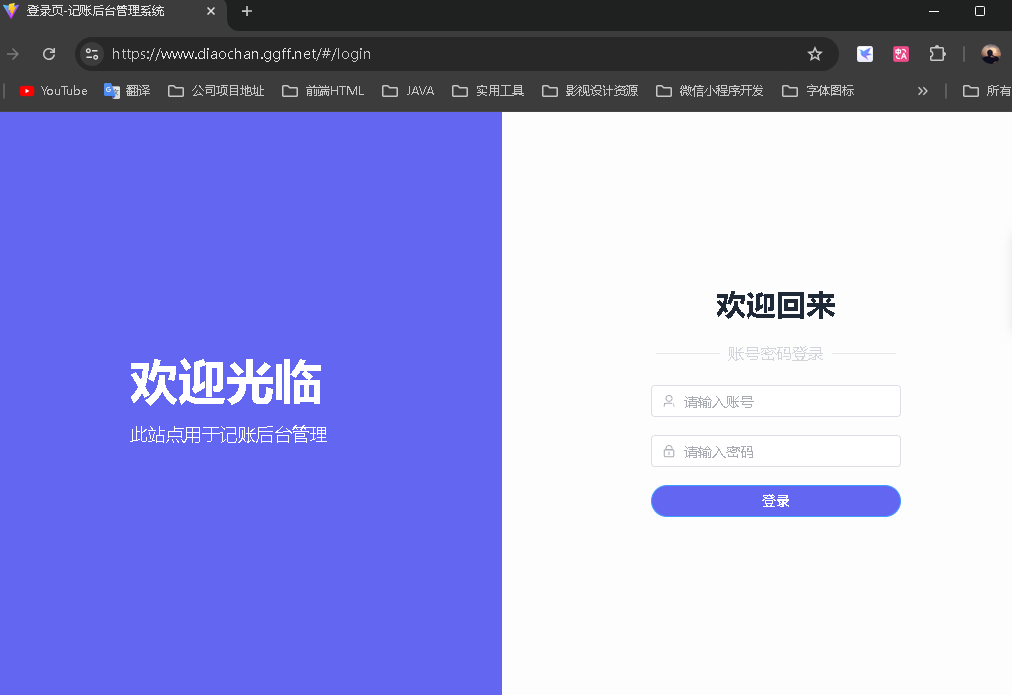 登录页-记账后台管理系统
https://www.diaochan.ggff.net/#/login
YouTube
翻译
公司项目地址
前端HTML
JAVA
实用工具
影视设计资源
微信小程序开发
字体图标
所有
欢迎光临
此站点用于记账后台管理
欢迎回来
账号密码登录
请输入账号
请输入密码
登录